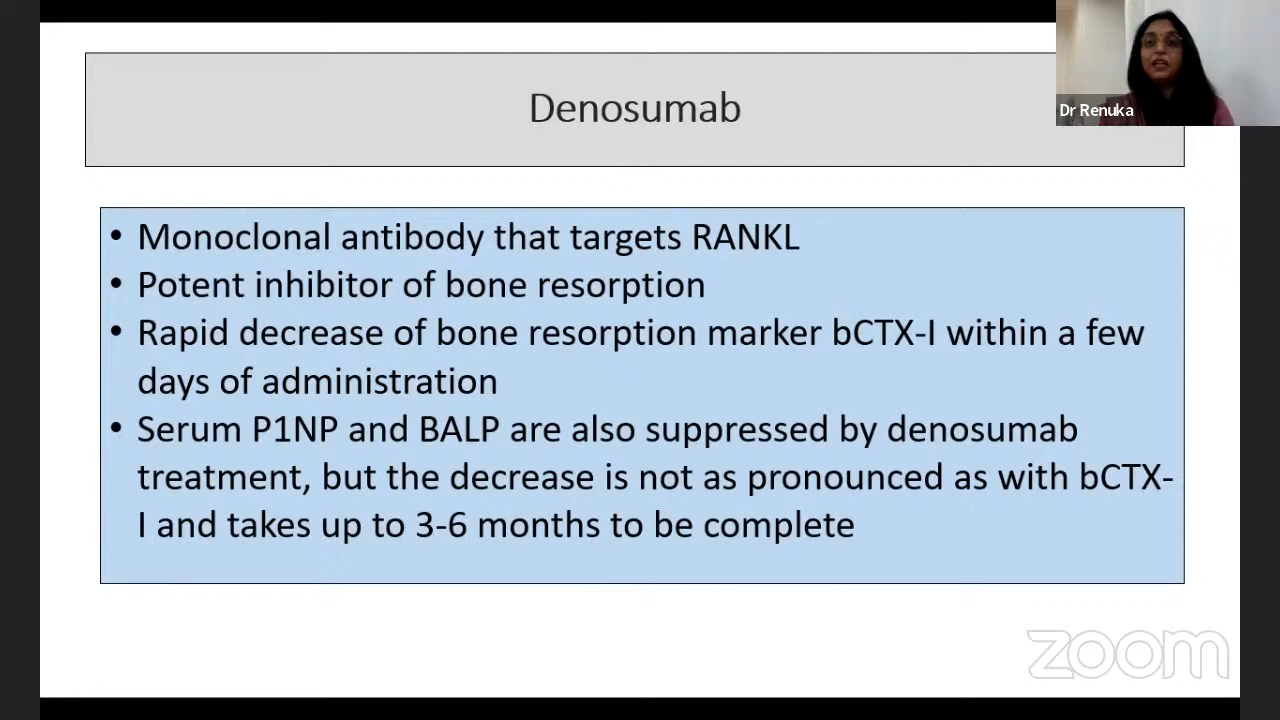 Denosumab
Dr Renuka
• Monoclonal antibody that targets RANKL
• Potent inhibitor of bone resorption
• Rapid decrease of bone resorption marker bCTX-I within a few
days of administration
• Serum P1NP and BALP are also suppressed by denosumab
treatment, but the decrease is not as pronounced as with bCTX-
I and takes up to 3-6 months to be complete
zoom